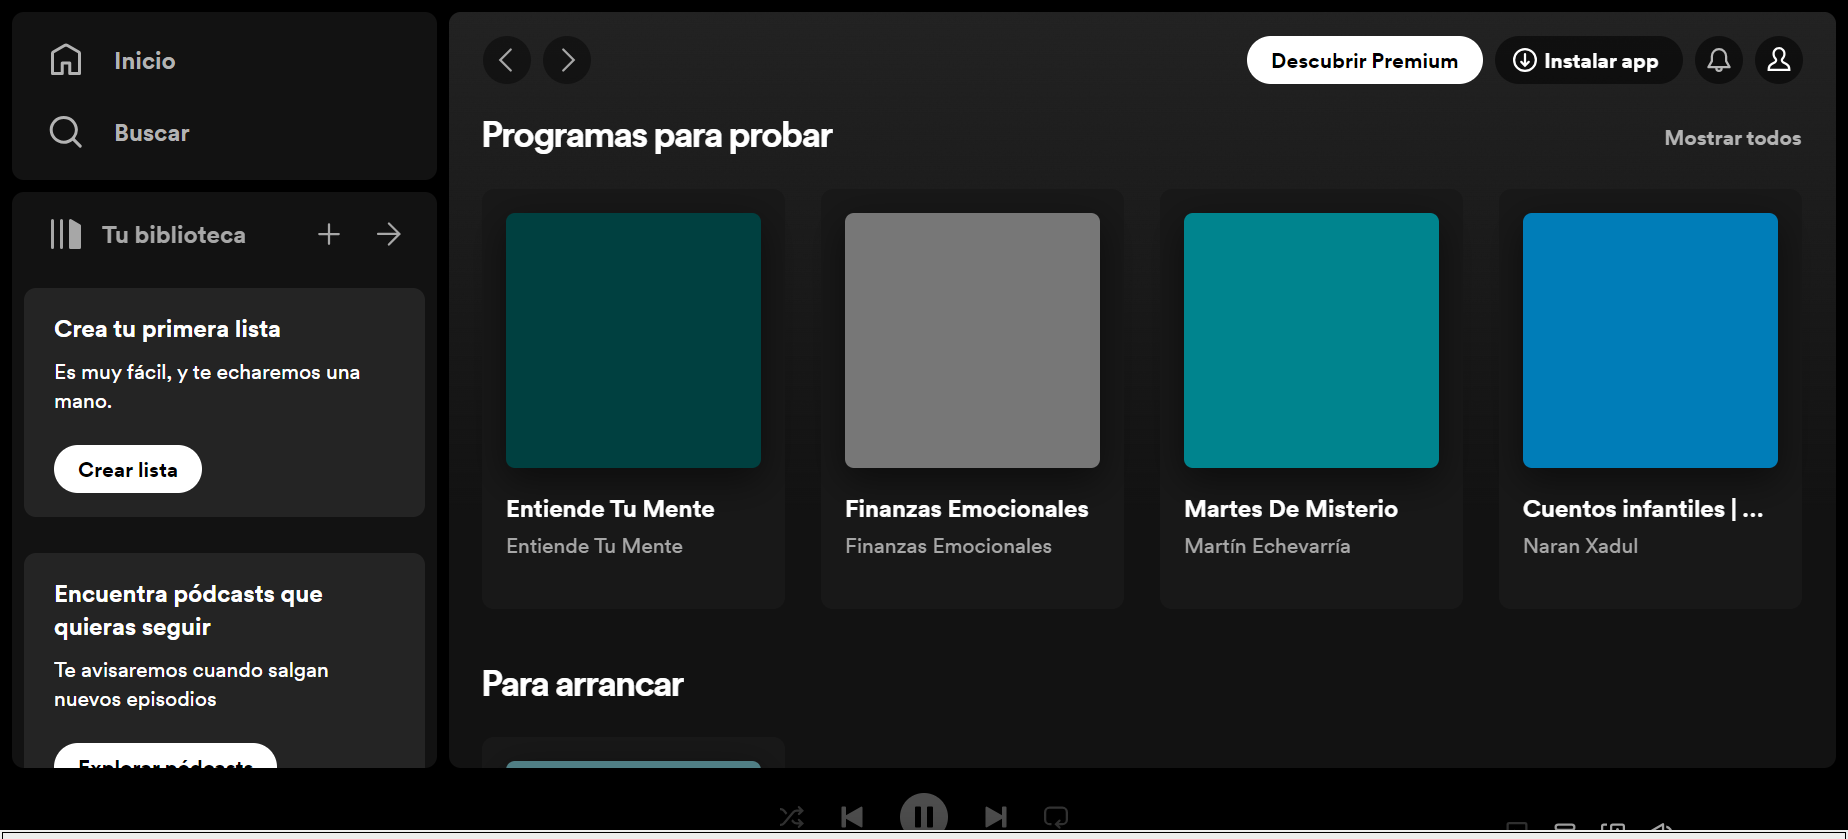 Inicio
Buscar
Tu biblioteca
Crea tu primera lista
Es muy fácil, y te echaremos una
mano.
Crear lista
Encuentra pódcasts que
quieras seguir
Te avisaremos cuando salgan
nuevos episodios
Explorar pódcasts
Descubrir Premium
Instalar app
Programas para probar
Mostrar todos
Entiende Tu Mente
Entiende Tu Mente
Finanzas Emocionales
Finanzas Emocionales
Martes De Misterio
Martín Echevarría
Cuentos infantiles | ...
Naran Xadul
Para arrancar